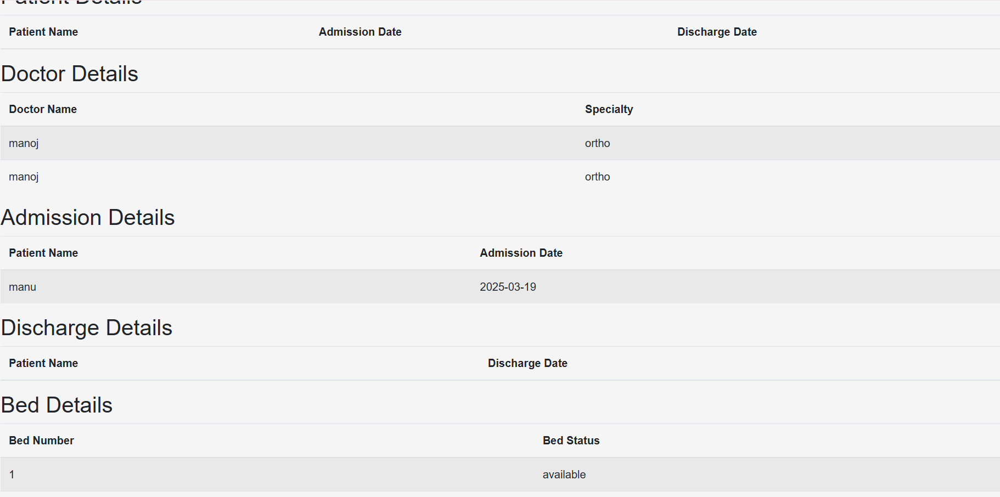 Patient Details
Patient Name Admission Date Discharge Date
Doctor Details
Doctor Name Specialty
manoj ortho
manoj ortho
Admission Details
Patient Name Admission Date
manu 2025-03-19
Discharge Details
Patient Name Discharge Date
Bed Details
Bed Number Bed Status
1 available